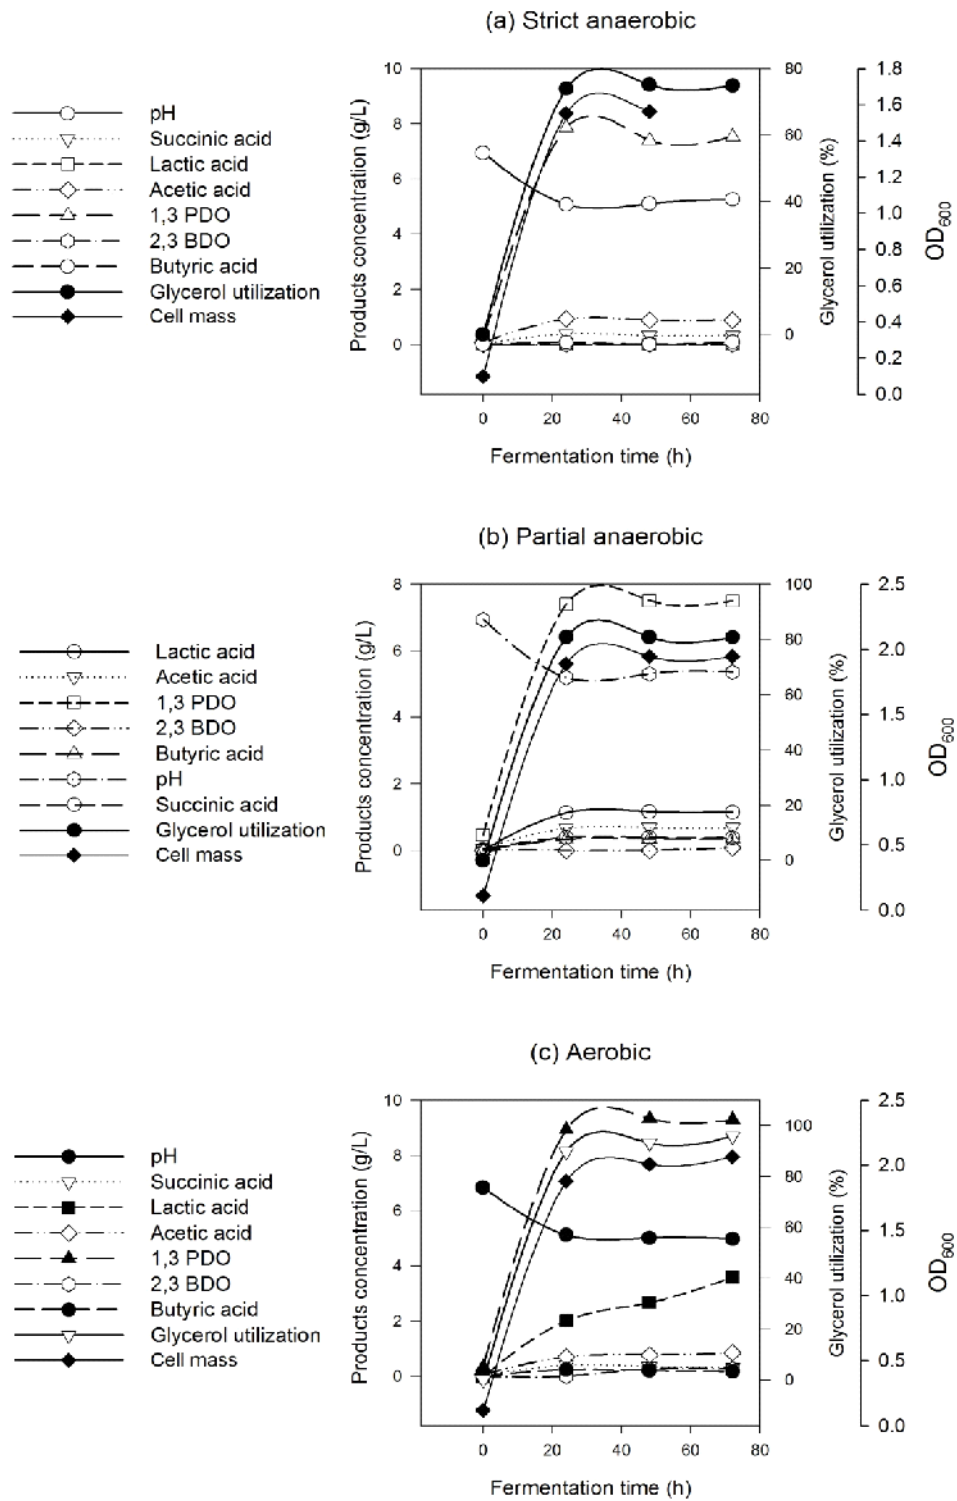 (a) Strict anaerobic
pH
Succinic acid
Lactic acid
Acetic acid
1,3 PDO
2,3 BDO
Butyric acid
Glycerol utilization
Cell mass
Products concentration (g/L)
10
8
6
4
2
0
80
60
40
20
0
Glycerol utilization (%)
1.8
1.6
1.4
1.2
1.0
0.8
0.6
0.4
0.2
0.0
OD600
0 20 40 60 80
Fermentation time (h)
(b) Partial anaerobic
Lactic acid
Acetic acid
1,3 PDO
2,3 BDO
Butyric acid
pH
Succinic acid
Glycerol utilization
Cell mass
Products concentration (g/L)
8
6
4
2
0
100
80
60
40
20
0
Glycerol utilization (%)
2.5
2.0
1.5
1.0
0.5
0.0
OD600
0 20 40 60 80
Fermentation time (h)
(c) Aerobic
pH
Succinic acid
Lactic acid
Acetic acid
1,3 PDO
2,3 BDO
Butyric acid
Glycerol utilization
Cell mass
Products concentration (g/L)
10
8
6
4
2
0
100
80
60
40
20
0
Glycerol utilization (%)
2.5
2.0
1.5
1.0
0.5
0.0
OD600
0 20 40 60 80
Fermentation time (h)